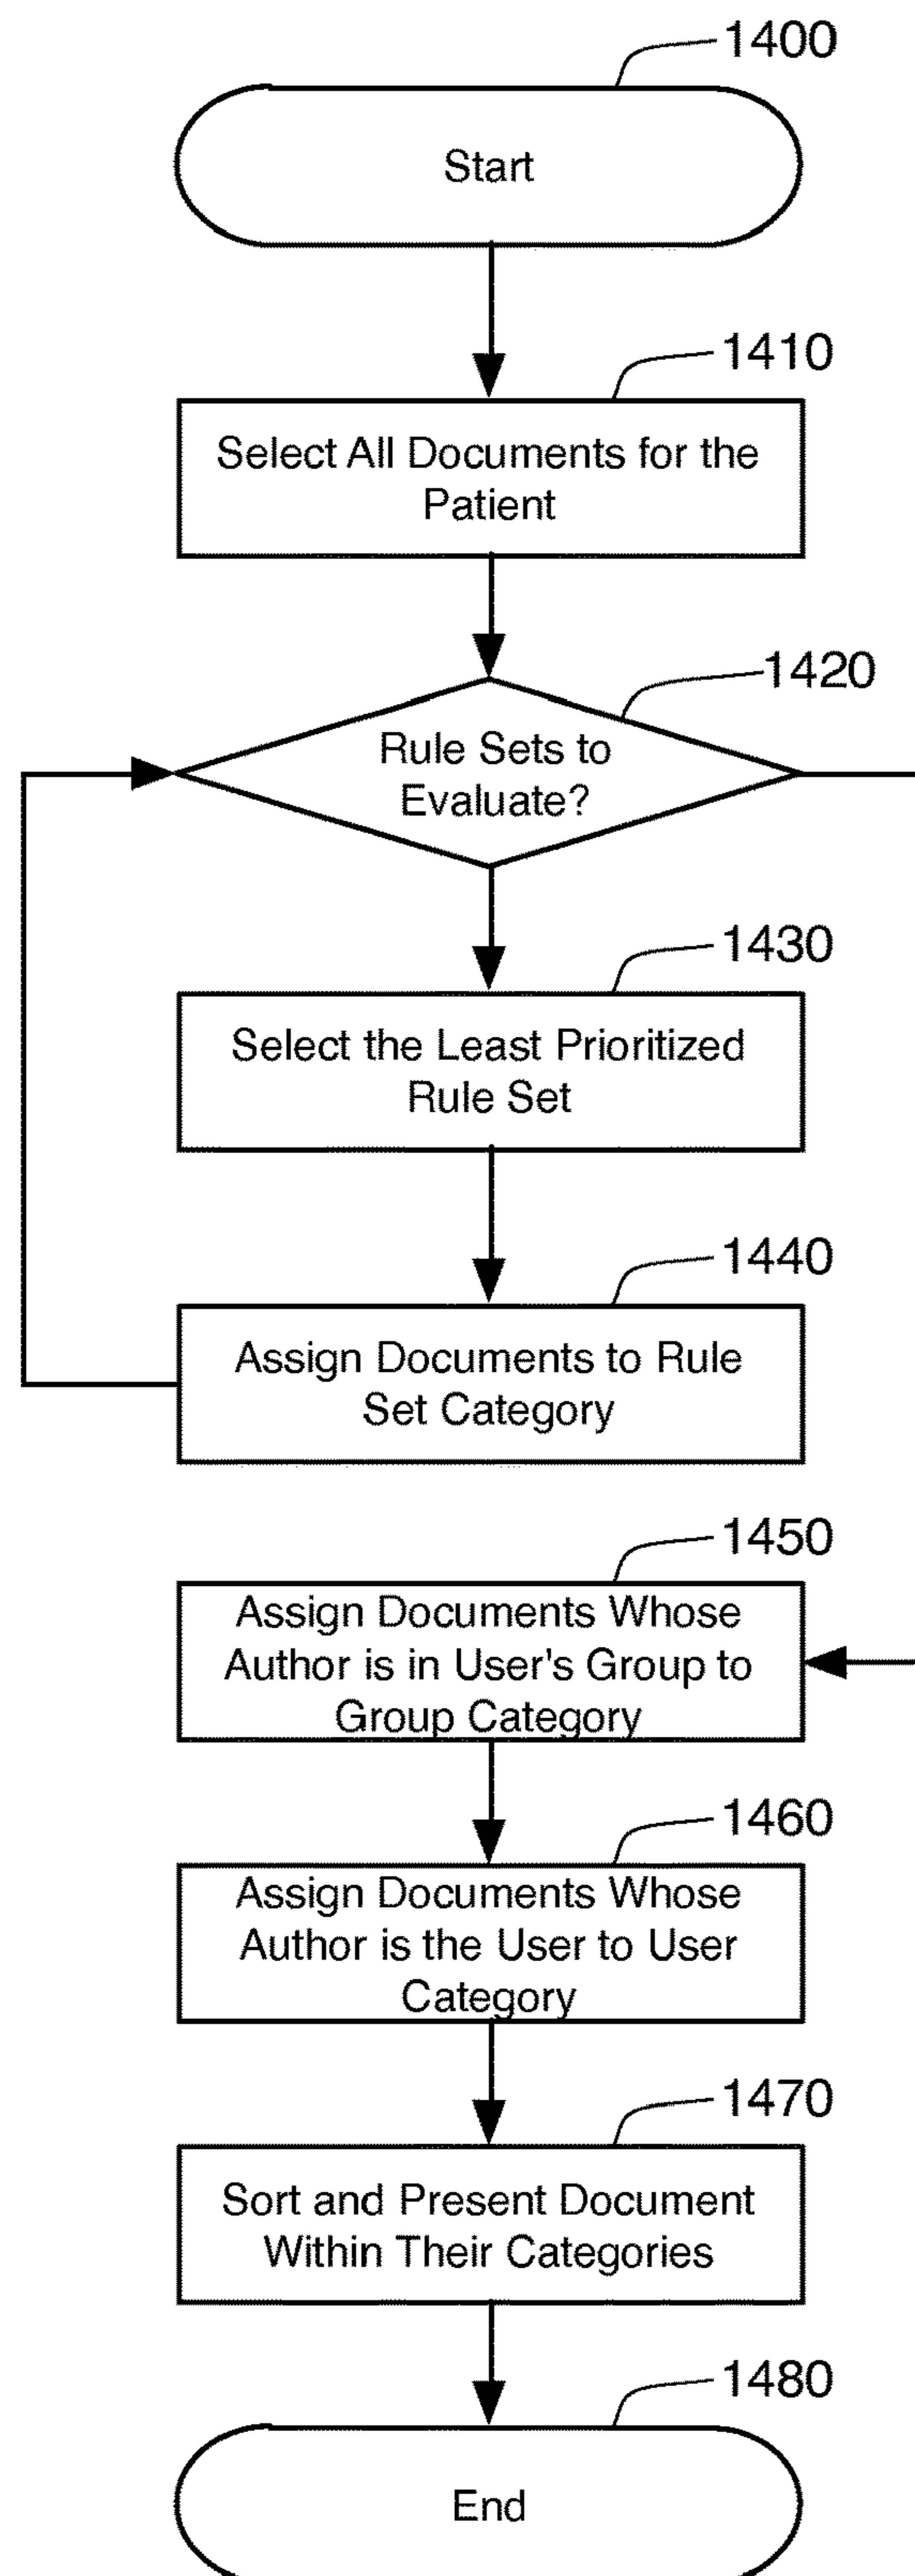 1400
Start
1410
Select All Documents for the
Patient
1420
Rule Sets to
Evaluate?
1430
Select the Least Prioritized
Rule Set
1440
Assign Documents to Rule
Set Category
1450
Assign Documents Whose
Author is in User's Group to
Group Category
1460
Assign Documents Whose
Author is the User to User
Category
1470
Sort and Present Document
Within Their Categories
1480
End